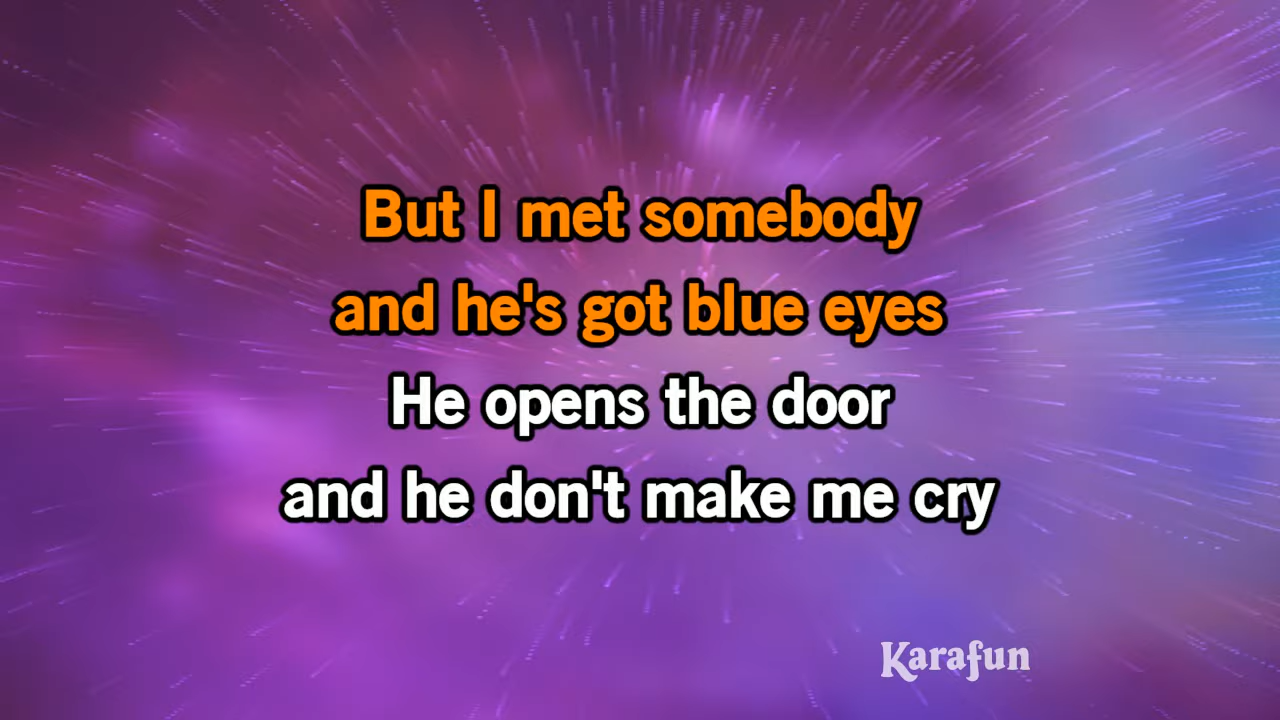 But I met somebody
and he's got blue eyes
He opens the door
and he don't make me cry
Karafun